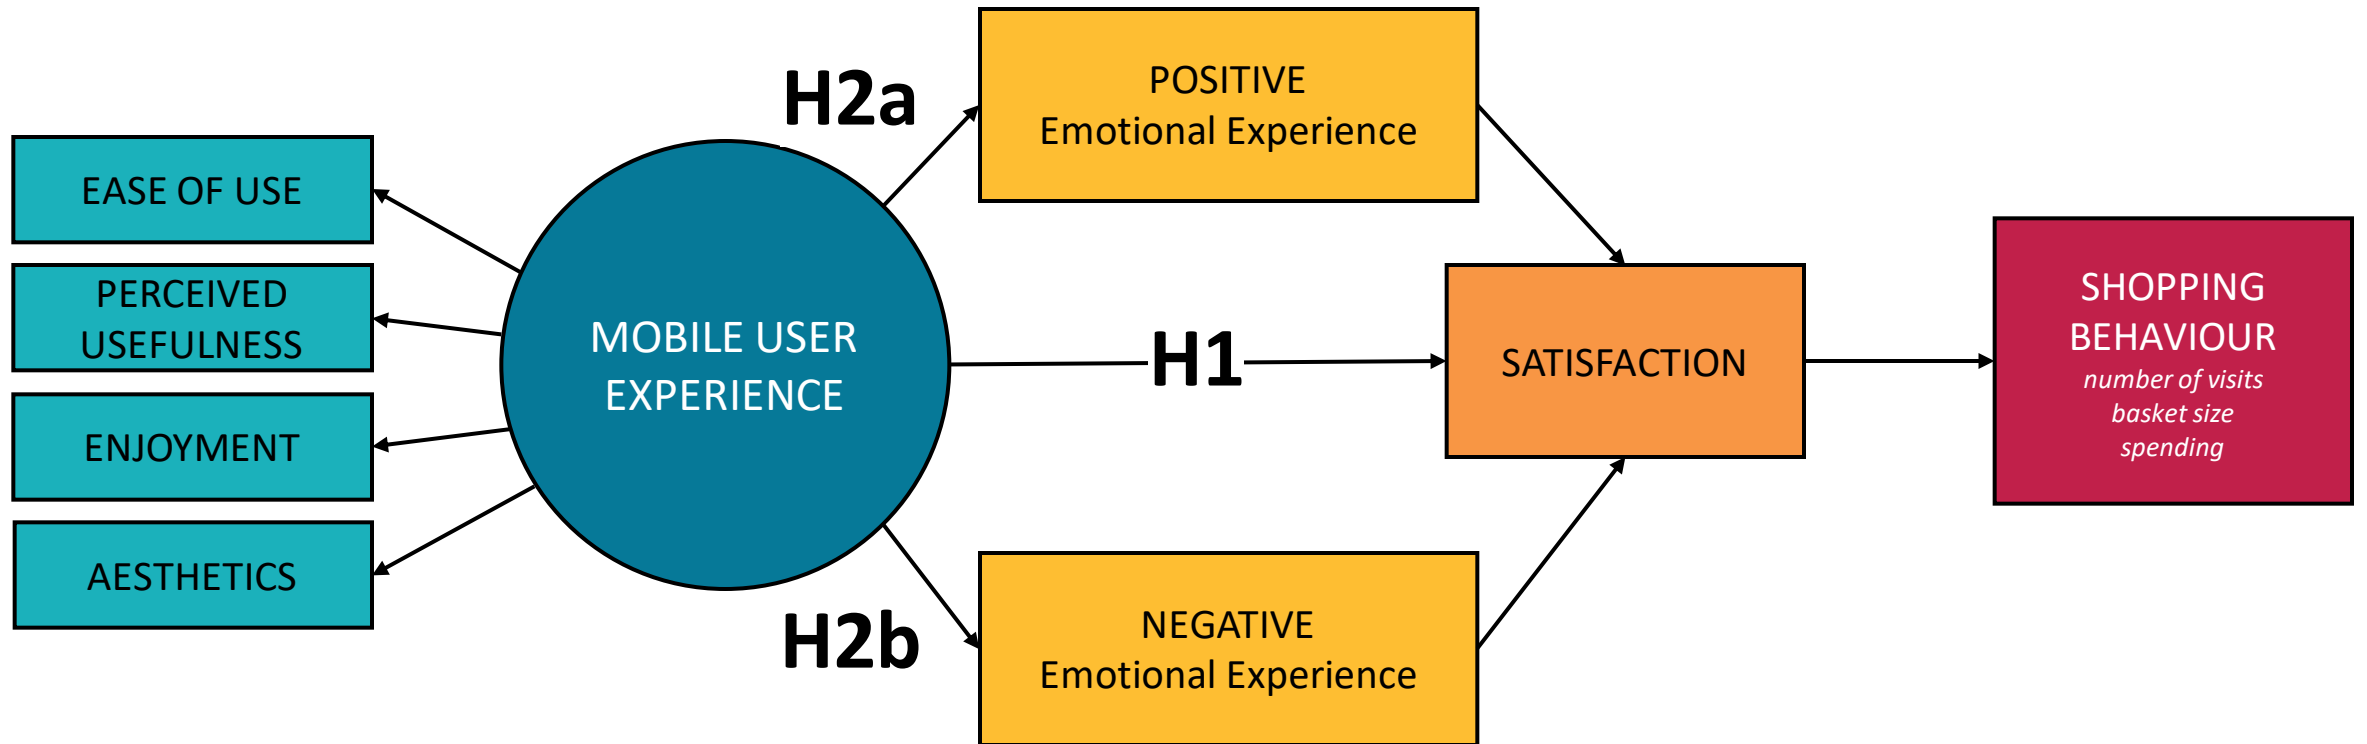 EASE OF USE
PERCEIVED
USEFULNESS
ENJOYMENT
AESTHETICS
MOBILE USER
EXPERIENCE
H2a
H1
H2b
POSITIVE
Emotional Experience
NEGATIVE
Emotional Experience
SATISFACTION
SHOPPING
BEHAVIOUR
number of visits
basket size
spending